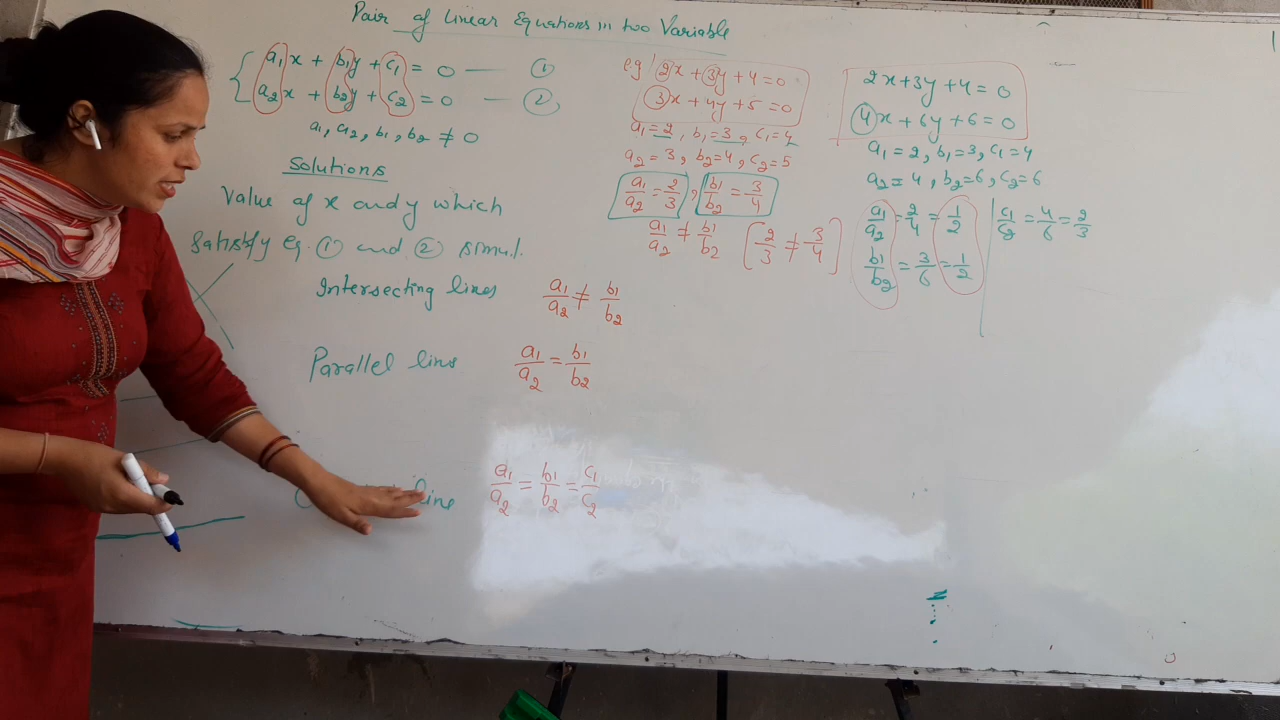 Pair of Linear Equations in two Variable
a₁x + b₁y + c₁ = 0 — ①
a₂x + b₂y + c₂ = 0 — ②
a₁, a₂, b₁, b₂ ≠ 0
Solutions
Value of x and y which
Satisfy eq. ① and ② simul.
Intersecting lines a₁/a₂ ≠ b₁/b₂
Parallel lins a₁/a₂ = b₁/b₂
line a₁/a₂ = b₁/b₂ = c₁/c₂
e.g 2x + 3y + 4 = 0
3x + 4y + 5 = 0
a₁ = 2, b₁ = 3, c₁ = 4
a₂ = 3, b₂ = 4, c₂ = 5
a₁/a₂ = 2/3, b₁/b₂ = 3/4
a₁/a₂ ≠ b₁/b₂ [2/3 ≠ 3/4]
2x + 3y + 4 = 0
4x + 6y + 6 = 0
a₁ = 2, b₁ = 3, c₁ = 4
a₂ = 4, b₂ = 6, c₂ = 6
a₁/a₂ = 2/4 = 1/2 | c₁/c₂ = 4/6 = 2/3
b₁/b₂ = 3/6 = 1/2